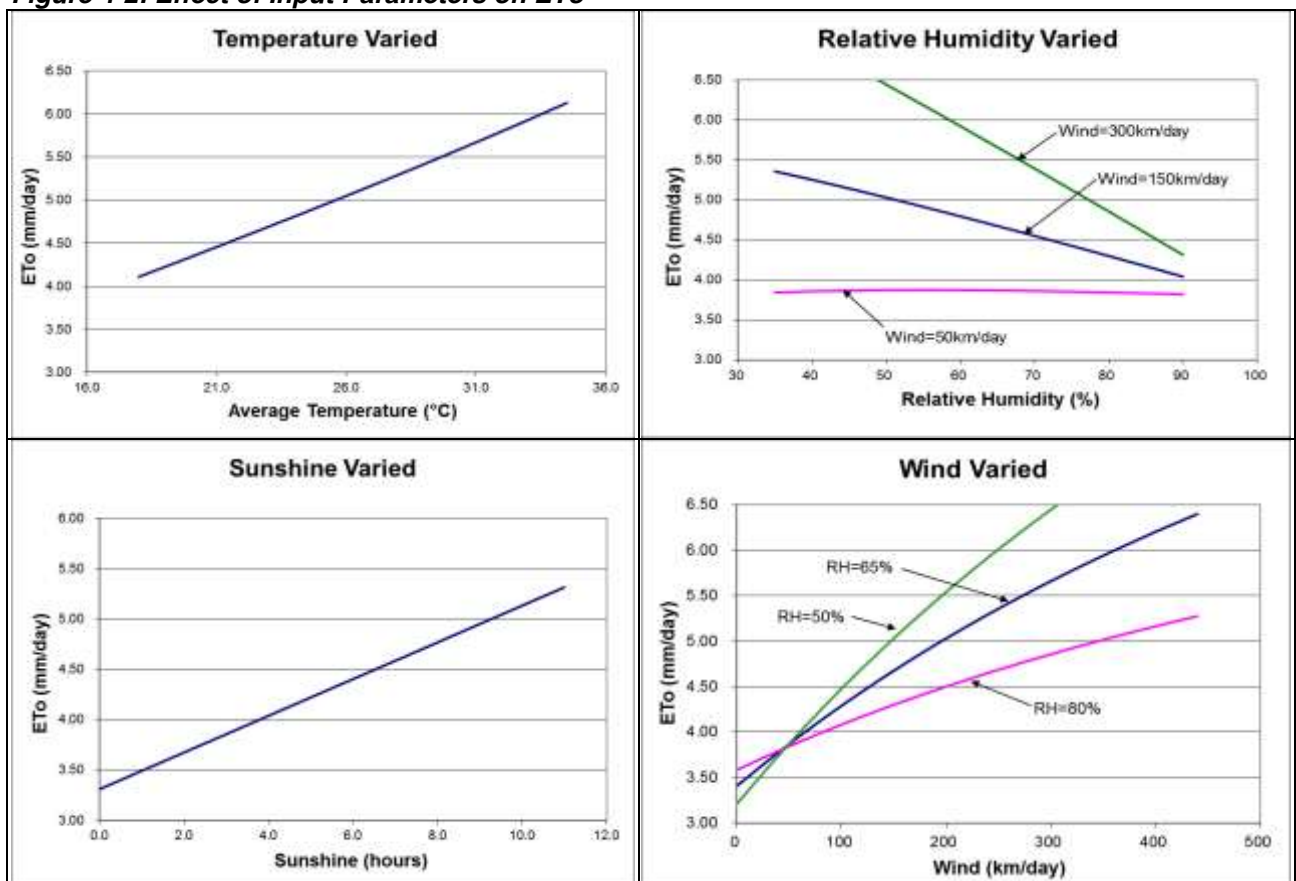 Figure 1-2: Effect of Input Parameters on ETo
Temperature Varied
6.50
6.00
5.50
5.00
4.50
4.00
3.50
3.00
ETo (mm/day)
16.0 21.0 26.0 31.0 36.0
Average Temperature (°C)
Relative Humidity Varied
6.50
6.00
5.50
5.00
4.50
4.00
3.50
3.00
ETo (mm/day)
Wind=300km/day
Wind=150km/day
Wind=50km/day
30 40 50 60 70 80 90 100
Relative Humidity (%)
Sunshine Varied
6.00
5.50
5.00
4.50
4.00
3.50
3.00
ETo (mm/day)
0.0 2.0 4.0 6.0 8.0 10.0 12.0
Sunshine (hours)
Wind Varied
6.50
6.00
5.50
5.00
4.50
4.00
3.50
3.00
ETo (mm/day)
RH=65%
RH=50%
RH=80%
0 100 200 300 400 500
Wind (km/day)